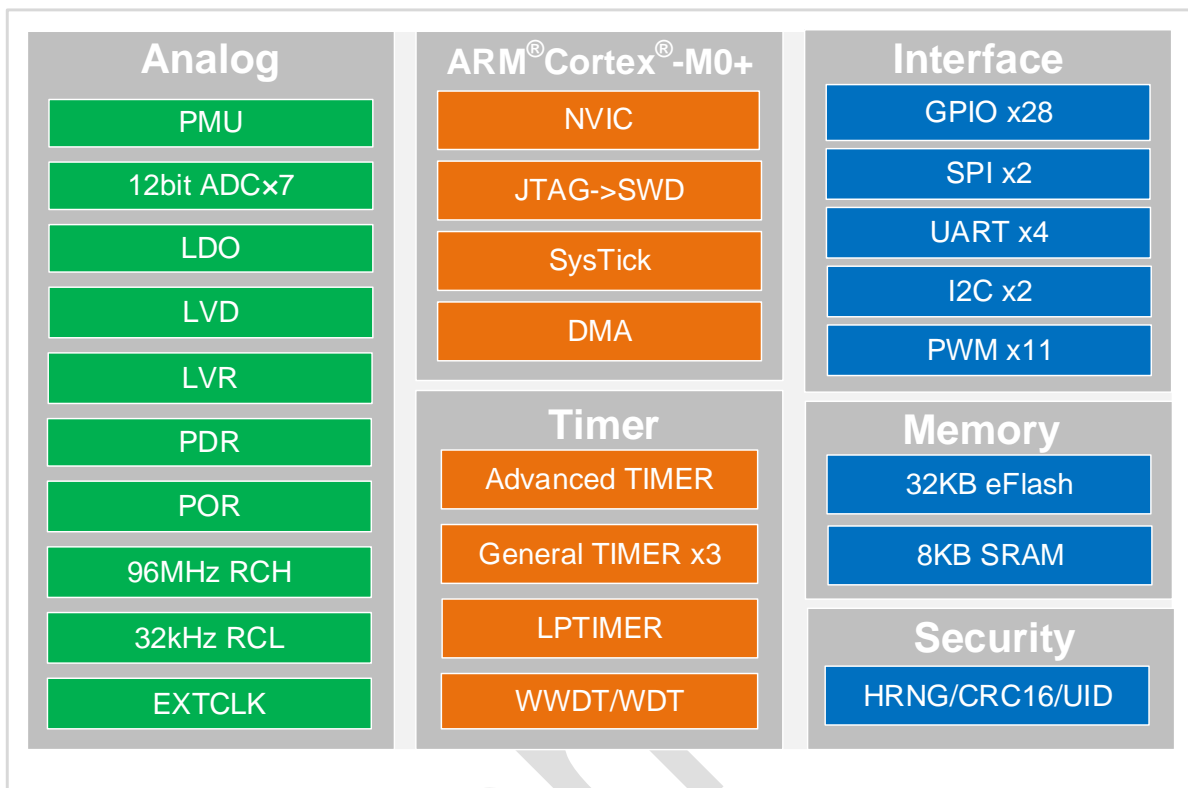 Analog
PMU
12bit ADC×7
LDO
LVD
LVR
PDR
POR
96MHz RCH
32kHz RCL
EXTCLK
ARM®Cortex®-M0+
NVIC
JTAG->SWD
SysTick
DMA
Timer
Advanced TIMER
General TIMER x3
LPTIMER
WWDT/WDT
Interface
GPIO x28
SPI x2
UART x4
I2C x2
PWM x11
Memory
32KB eFlash
8KB SRAM
Security
HRNG/CRC16/UID